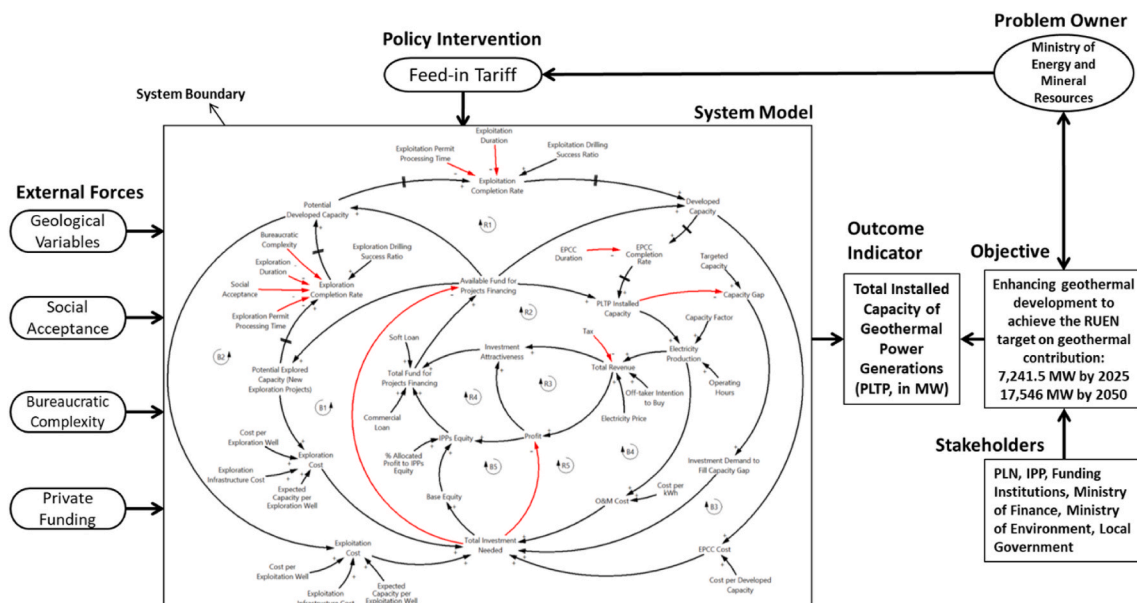 Problem Owner
Ministry of
Energy and
Mineral
Resources
Policy Intervention
Feed-in Tariff
System Boundary
System Model
External Forces
Geological
Variables
Social
Acceptance
Bureaucratic
Complexity
Private
Funding
Exploitation
Duration
Exploitation Permit
Processing Time
Exploitation Drilling
Success Ratio
Exploitation
Completion Rate
R1
Potential
Developed Capacity
Developed
Capacity
Bureaucratic
Complexity
Exploration
Duration
Social
Acceptance
Exploration Permit
Processing Time
Exploration Drilling
Success Ratio
Exploration
Completion Rate
EPCC
Duration
EPCC
Completion
Rate
Targeted
Capacity
Capacity Gap
Available Fund for
Projects Financing
PLTP Installed
Capacity
R2
Capacity Factor
Tax
Electricity
Production
Operating
Hours
Soft Loan
Investment
Attractiveness
Total Revenue
B2
Potential Explored
Capacity (New
Exploration Projects)
Total Fund for
Projects Financing
R3
Off-taker Intention
to Buy
Electricity Price
R4
B1
Commercial
Loan
IPPs Equity
Profit
B4
% Allocated
Profit to IPPs
Equity
B5
R5
Investment Demand to
Fill Capacity Gap
Cost per
Exploration Well
Exploration
Infrastructure Cost
Exploration
Cost
Expected
Capacity per
Exploration Well
Base Equity
O&M Cost
Cost per
kWh
B3
Total Investment
Needed
Exploitation
Cost
EPCC Cost
Cost per
Exploitation Well
Exploitation
Infrastructure Cost
Expected
Capacity per
Exploitation Well
Cost per Developed
Capacity
Outcome
Indicator
Total Installed
Capacity of
Geothermal
Power
Generations
(PLTP, in MW)
Objective
Enhancing geothermal
development to
achieve the RUEN
target on geothermal
contribution:
7,241.5 MW by 2025
17,546 MW by 2050
Stakeholders
PLN, IPP, Funding
Institutions, Ministry
of Finance, Ministry
of Environment, Local
Government